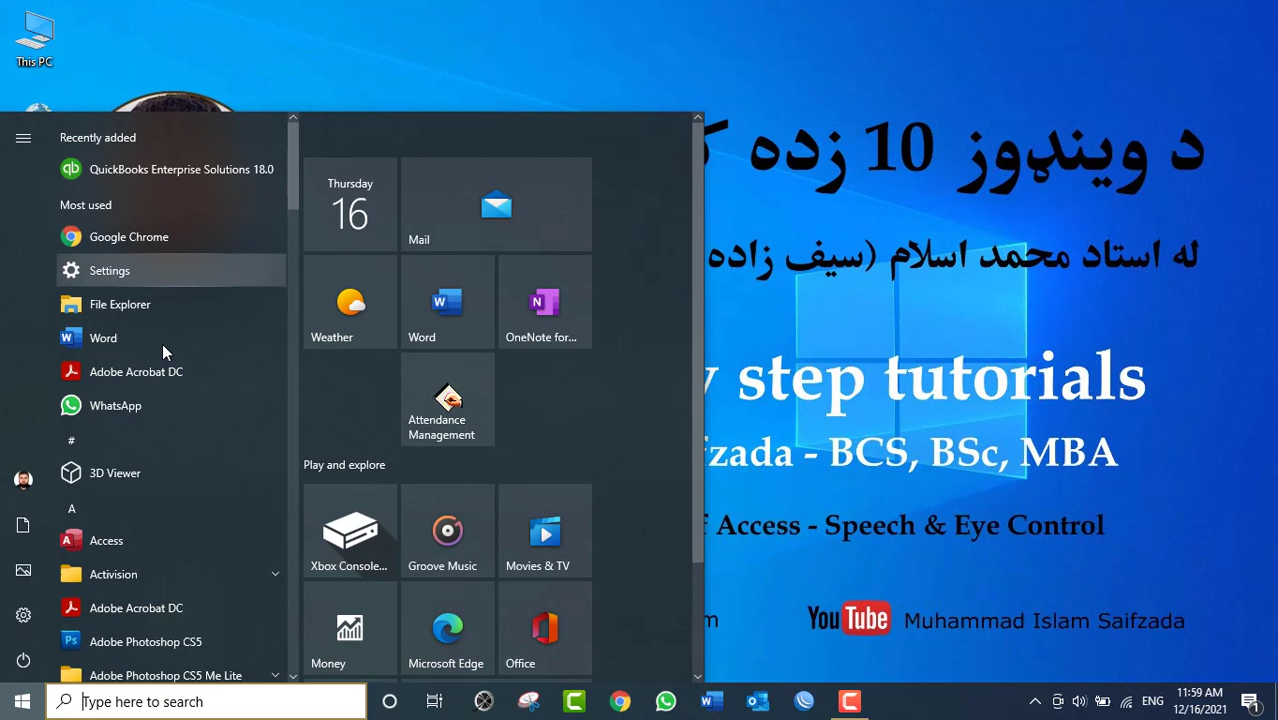 This PC
Recently added
QuickBooks Enterprise Solutions 18.0
Most used
Google Chrome
Settings
File Explorer
Word
Adobe Acrobat DC
WhatsApp
#
3D Viewer
A
Access
Activision
Adobe Acrobat DC
Adobe Photoshop CS5
Adobe Photoshop CS5 Me Lite
Thursday
16
Mail
Weather
Word
OneNote for...
Attendance
Management
Play and explore
Xbox Console...
Groove Music
Movies & TV
Money
Microsoft Edge
Office
د وینډوز 10 زده
له استاد محمد اسلام (سیف زاده
step tutorials
fzada - BCS, BSc, MBA
Access - Speech & Eye Control
YouTube Muhammad Islam Saifzada
Type here to search
ENG
11:59 AM
12/16/2021
1